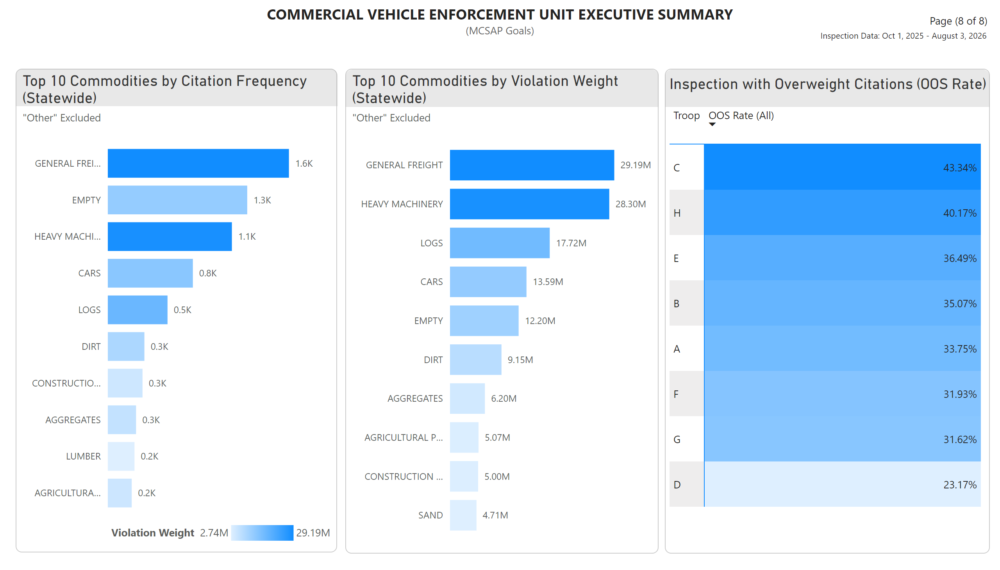 COMMERCIAL VEHICLE ENFORCEMENT UNIT EXECUTIVE SUMMARY
(MCSAP Goals)
Page (8 of 8)
Inspection Data: Oct 1, 2025 - August 3, 2026
Top 10 Commodities by Citation Frequency
(Statewide)
"Other" Excluded
GENERAL FREI... 1.6K
EMPTY 1.3K
HEAVY MACHI... 1.1K
CARS 0.8K
LOGS 0.5K
DIRT 0.3K
CONSTRUCTIO... 0.3K
AGGREGATES 0.3K
LUMBER 0.2K
AGRICULTURA... 0.2K
Violation Weight 2.74M 29.19M
Top 10 Commodities by Violation Weight
(Statewide)
"Other" Excluded
GENERAL FREIGHT 29.19M
HEAVY MACHINERY 28.30M
LOGS 17.72M
CARS 13.59M
EMPTY 12.20M
DIRT 9.15M
AGGREGATES 6.20M
AGRICULTURAL P... 5.07M
CONSTRUCTION ... 5.00M
SAND 4.71M
Inspection with Overweight Citations (OOS Rate)
Troop OOS Rate (All)
C 43.34%
H 40.17%
E 36.49%
B 35.07%
A 33.75%
F 31.93%
G 31.62%
D 23.17%